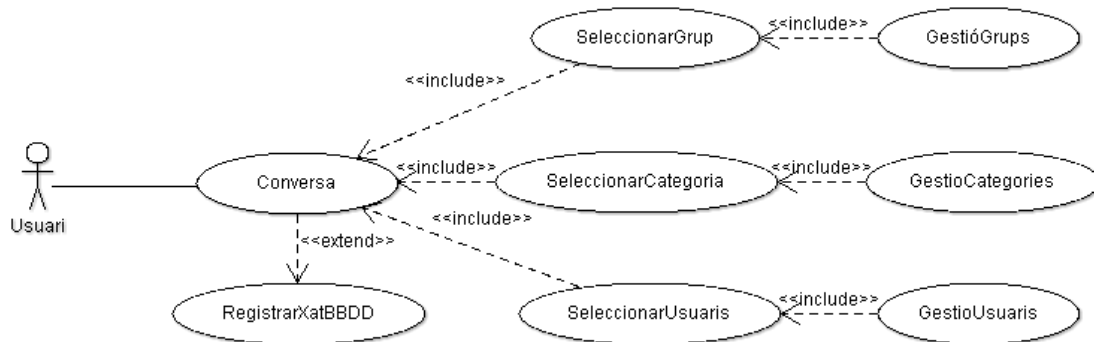 <<include>>
SeleccionarGrup
GestióGrups
<<include>>
<<include>>
<<include>>
Conversa
SeleccionarCategoria
GestioCategories
Usuari
<<include>>
<<extend>>
<<include>>
RegistrarXatBBDD
SeleccionarUsuaris
GestioUsuaris